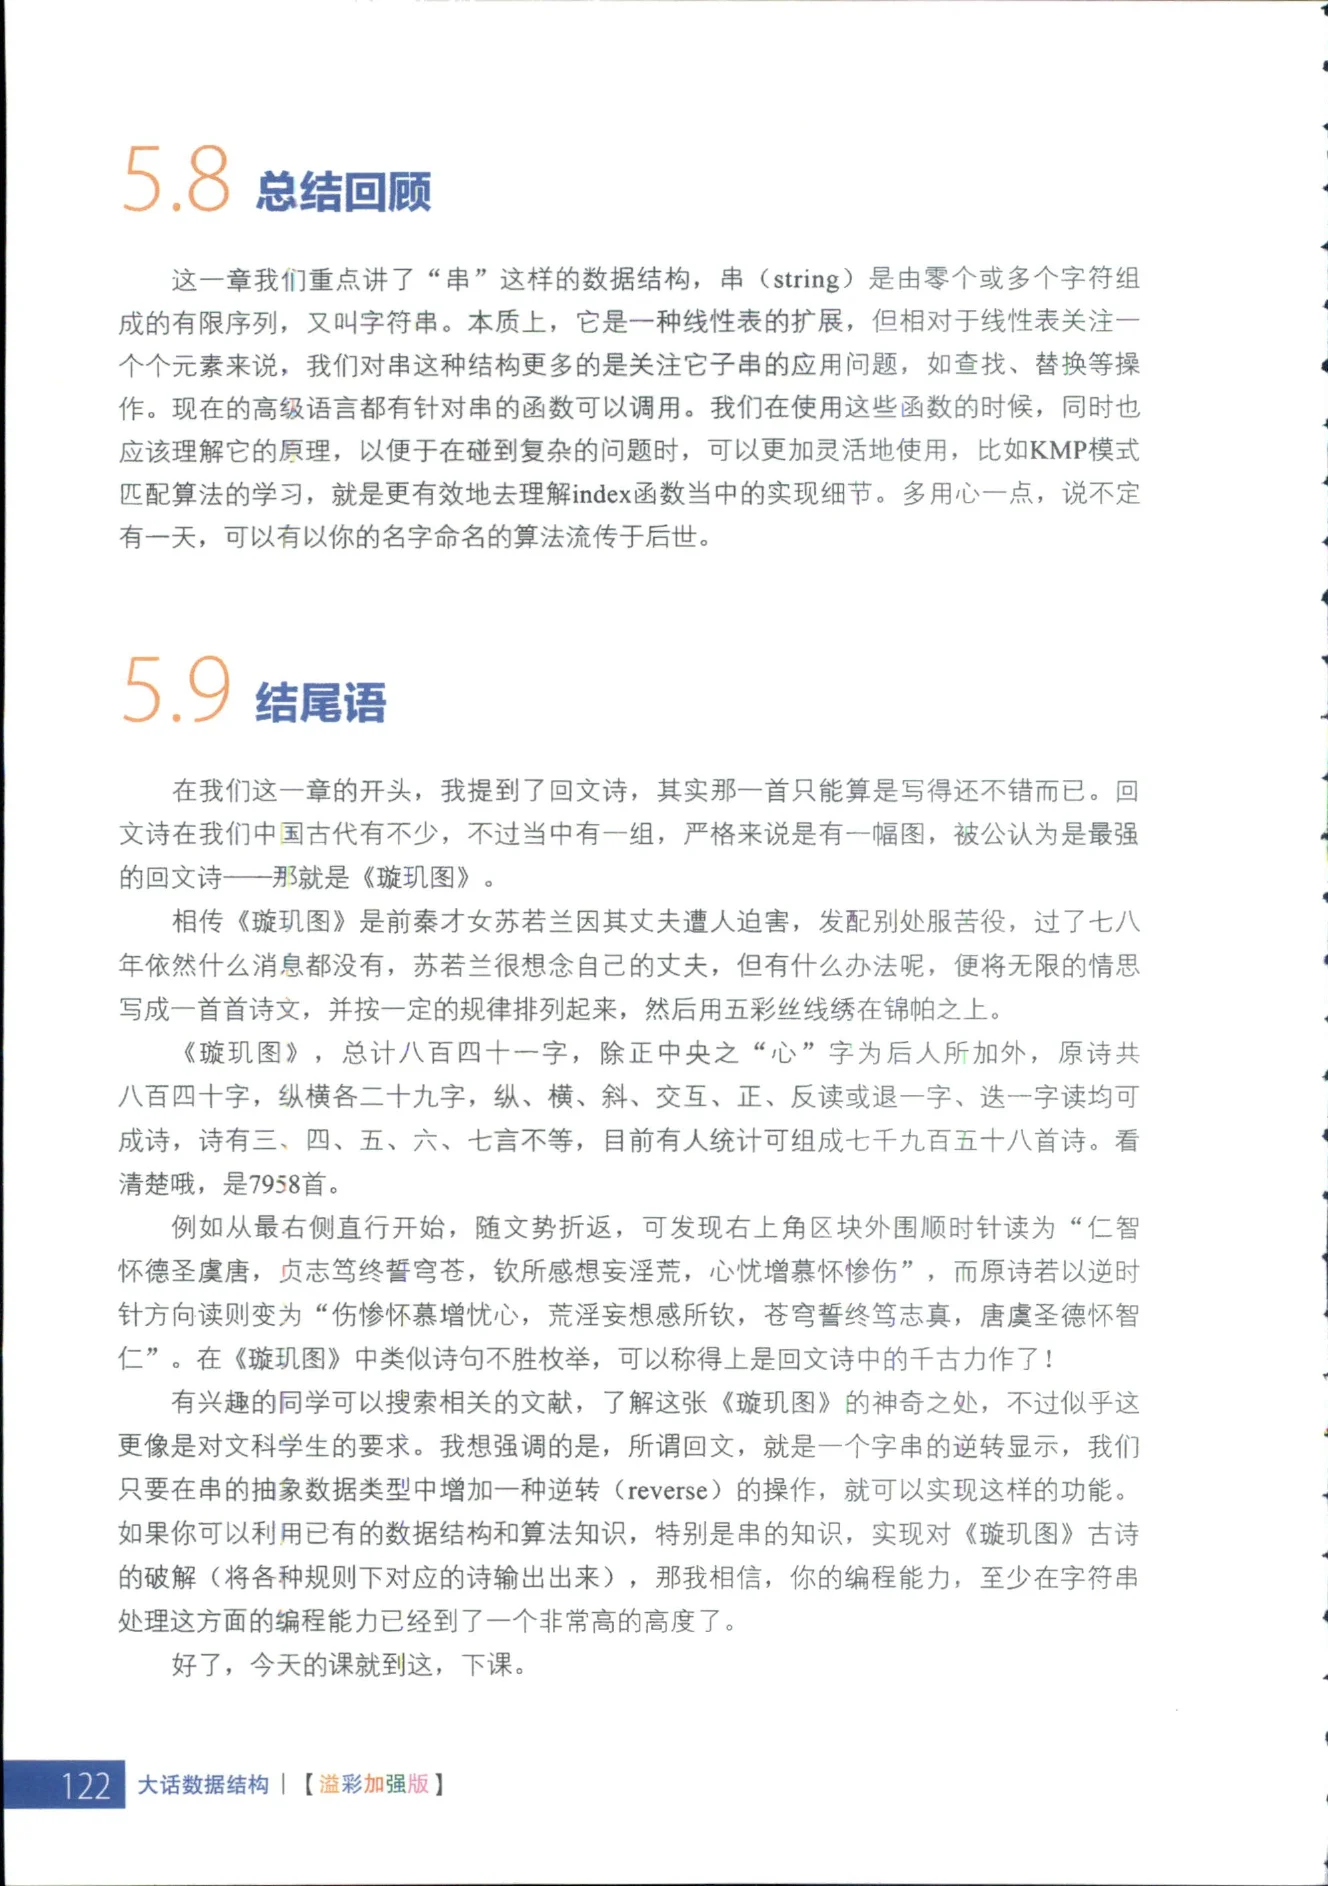 5.8 总结回顾
这一章我们重点讲了“串”这样的数据结构，串（string）是由零个或多个字符组
成的有限序列，又叫字符串。本质上，它是一种线性表的扩展，但相对于线性表关注一
个个元素来说，我们对串这种结构更多的是关注它子串的应用问题，如查找、替换等操
作。现在的高级语言都有针对串的函数可以调用。我们在使用这些函数的时候，同时也
应该理解它的原理，以便于在碰到复杂的问题时，可以更加灵活地使用，比如KMP模式
匹配算法的学习，就是更有效地去理解index函数当中的实现细节。多用心一点，说不定
有一天，可以有以你的名字命名的算法流传于后世。
5.9 结尾语
在我们这一章的开头，我提到了回文诗，其实那一首只能算是写得还不错而已。回
文诗在我们中国古代有不少，不过当中有一组，严格来说是有一幅图，被公认为是最强
的回文诗——那就是《璇玑图》。
相传《璇玑图》是前秦才女苏若兰因其丈夫遭人迫害，发配别处服苦役，过了七八
年依然什么消息都没有，苏若兰很想念自己的丈夫，但有什么办法呢，便将无限的情思
写成一首首诗文，并按一定的规律排列起来，然后用五彩丝线绣在锦帕之上。
《璇玑图》，总计八百四十一字，除正中央之“心”字为后人所加外，原诗共
八百四十字，纵横各二十九字，纵、横、斜、交互、正、反读或退一字、迭一字读均可
成诗，诗有三、四、五、六、七言不等，目前有人统计可组成七千九百五十八首诗。看
清楚哦，是7958首。
例如从最右侧直行开始，随文势折返，可发现右上角区块外围顺时针读为“仁智
怀德圣虞唐，贞志笃终誓穹苍，钦所感想妄淫荒，心忧增慕怀惨伤”，而原诗若以逆时
针方向读则变为“伤惨怀慕增忧心，荒淫妄想感所钦，苍穹誓终笃志真，唐虞圣德怀智
仁”。在《璇玑图》中类似诗句不胜枚举，可以称得上是回文诗中的千古力作了！
有兴趣的同学可以搜索相关的文献，了解这张《璇玑图》的神奇之处，不过似乎这
更像是对文科学生的要求。我想强调的是，所谓回文，就是一个字串的逆转显示，我们
只要在串的抽象数据类型中增加一种逆转（reverse）的操作，就可以实现这样的功能。
如果你可以利用已有的数据结构和算法知识，特别是串的知识，实现对《璇玑图》古诗
的破解（将各种规则下对应的诗输出出来），那我相信，你的编程能力，至少在字符串
处理这方面的编程能力已经到了一个非常高的高度了。
好了，今天的课就到这，下课。
122 大话数据结构 | 【溢彩加强版】